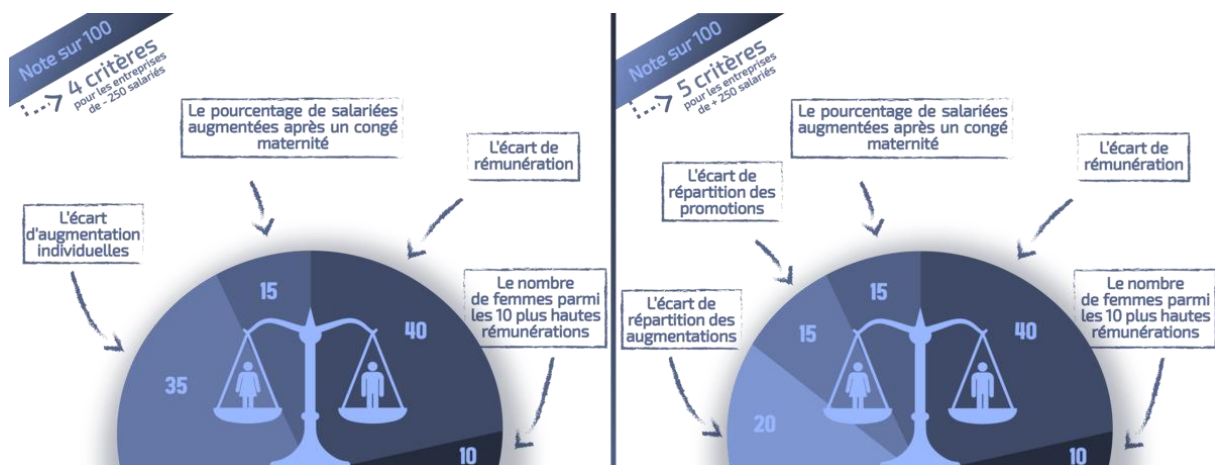 Note sur 100
4 critères
pour les entreprises
de - 250 salariés
Le pourcentage de salariées
augmentées après un congé
maternité
L'écart de
rémunération
L'écart
d'augmentation
individuelles
Le nombre
de femmes parmi
les 10 plus hautes
rémunérations
15
40
35
10
Note sur 100
5 critères
pour les entreprises
de + 250 salariés
Le pourcentage de salariées
augmentées après un congé
maternité
L'écart de
rémunération
L'écart de
répartition des
promotions
L'écart de
répartition des
augmentations
Le nombre
de femmes parmi
les 10 plus hautes
rémunérations
15
15
40
20
10